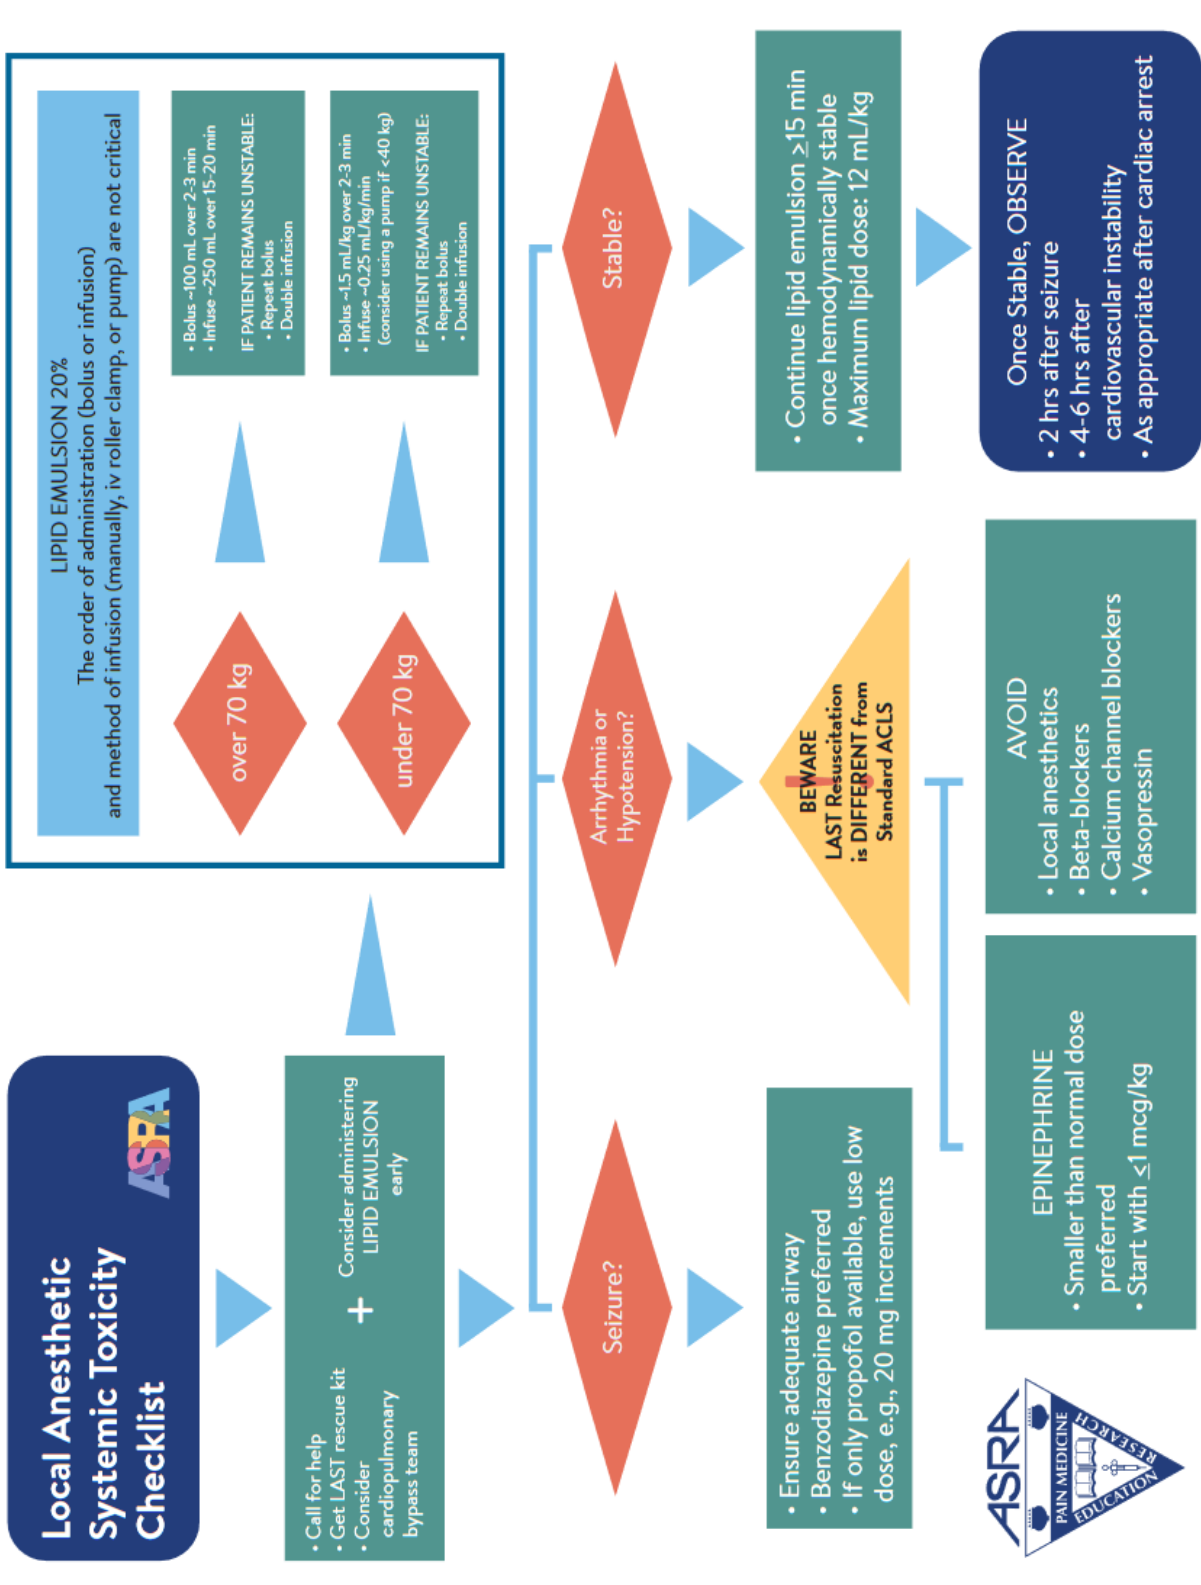 Local Anesthetic
Systemic Toxicity
Checklist
ASRA
• Call for help
• Get LAST rescue kit
• Consider
cardiopulmonary
bypass team
+
Consider administering
LIPID EMULSION
early
LIPID EMULSION 20%
The order of administration (bolus or infusion)
and method of infusion (manually, iv roller clamp, or pump) are not critical
over 70 kg
• Bolus ~100 mL over 2-3 min
• Infuse ~250 mL over 15-20 min
IF PATIENT REMAINS UNSTABLE:
• Repeat bolus
• Double infusion
under 70 kg
• Bolus ~1.5 mL/kg over 2-3 min
• Infuse ~0.25 mL/kg/min
(consider using a pump if <40 kg)
IF PATIENT REMAINS UNSTABLE:
• Repeat bolus
• Double infusion
Seizure?
• Ensure adequate airway
• Benzodiazepine preferred
• If only propofol available, use low
dose, e.g., 20 mg increments
Arrhythmia or
Hypotension?
BEWARE
LAST Resuscitation
is DIFFERENT from
Standard ACLS
EPINEPHRINE
• Smaller than normal dose
preferred
• Start with ≤1 mcg/kg
AVOID
• Local anesthetics
• Beta-blockers
• Calcium channel blockers
• Vasopressin
Stable?
• Continue lipid emulsion ≥15 min
once hemodynamically stable
• Maximum lipid dose: 12 mL/kg
Once Stable, OBSERVE
• 2 hrs after seizure
• 4-6 hrs after
cardiovascular instability
• As appropriate after cardiac arrest
ASRA
PAIN MEDICINE
EDUCATION
RESEARCH